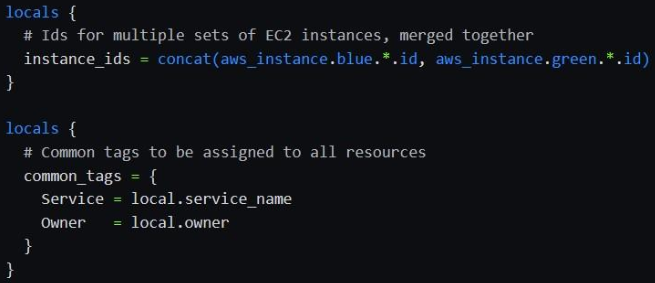 locals {
  # Ids for multiple sets of EC2 instances, merged together
  instance_ids = concat(aws_instance.blue.*.id, aws_instance.green.*.id)
}

locals {
  # Common tags to be assigned to all resources
  common_tags = {
    Service = local.service_name
    Owner   = local.owner
  }
}